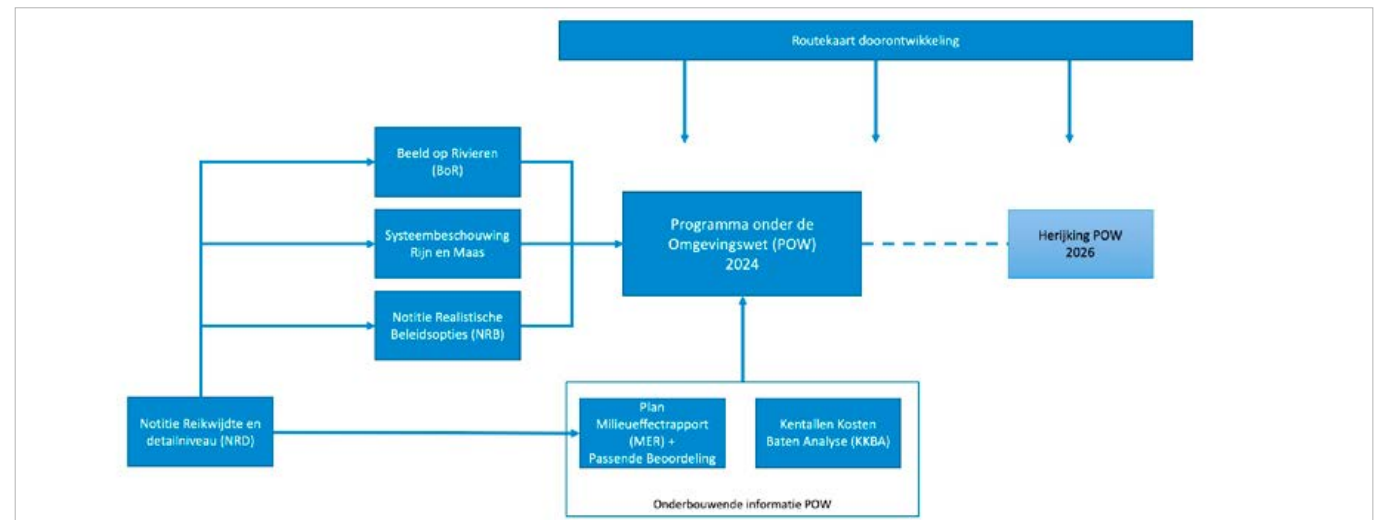 Routekaart doorontwikkeling
Beeld op Rivieren
(BoR)
Systeembeschouwing
Rijn en Maas
Notitie Realistische
Beleidsopties (NRB)
Programma onder de
Omgevingswet (POW)
2024
Herijking POW
2026
Notitie Reikwijdte en
detailniveau (NRD)
Plan
Milieueffectrapport
(MER) +
Passende Beoordeling
Kentallen Kosten
Baten Analyse (KKBA)
Onderbouwende informatie POW